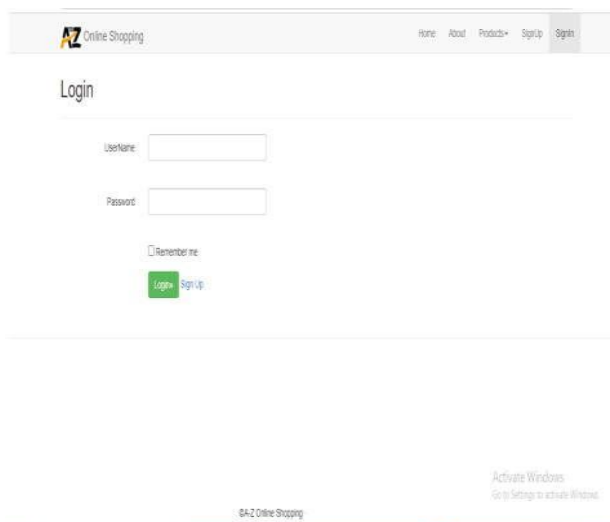 AZ Online Shopping Home About Products SignUp SignIn
Login
UserName
Password
Remember me
Login» Sign Up
Activate Windows
Go to Settings to activate Windows.
©A-Z Online Shopping